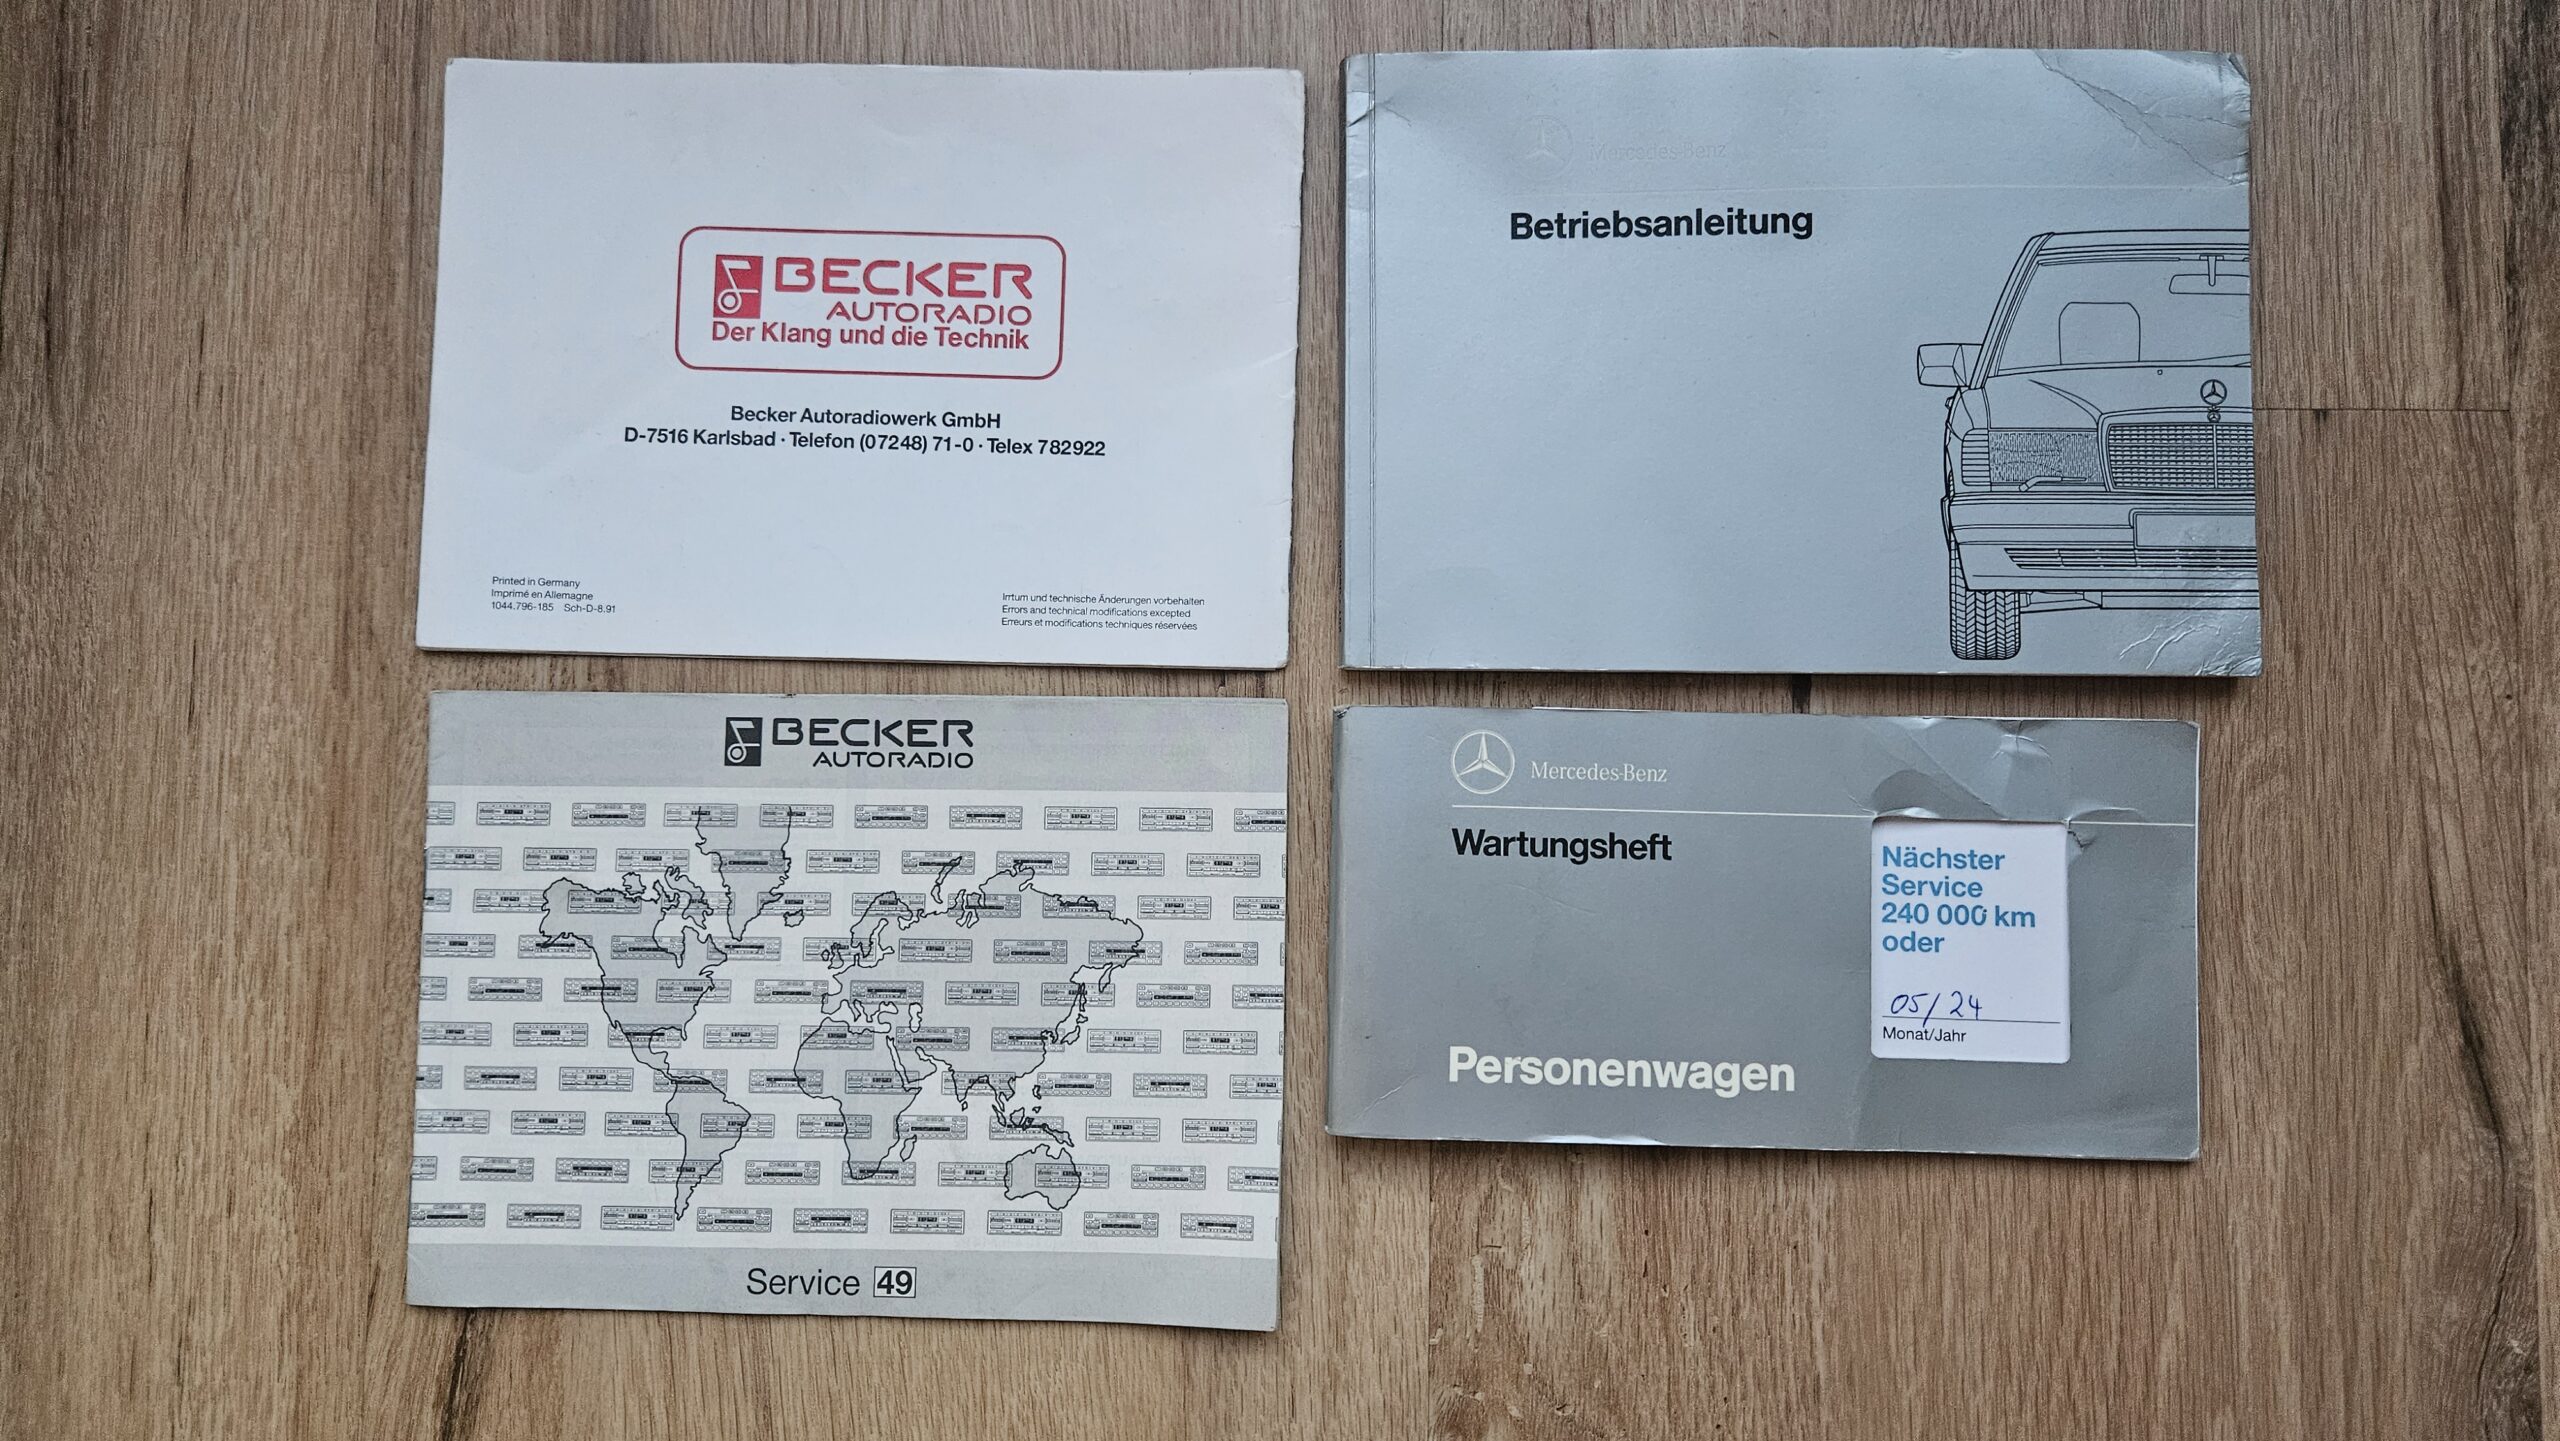 BECKER
AUTORADIO
Der Klang und die Technik
Becker Autoradiowerk GmbH
D-7516 Karlsbad · Telefon (07248) 71-0 · Telex 782922
Printed in Germany
Imprimé en Allemagne
1044.796-185 Sch-D-8.91
Irrtum und technische Änderungen vorbehalten
Errors and technical modifications excepted
Erreurs et modifications techniques réservées
Mercedes-Benz
Betriebsanleitung
BECKER
AUTORADIO
Service 49
Mercedes-Benz
Wartungsheft
Personenwagen
Nächster
Service
240 000 km
oder
05/24
Monat/Jahr